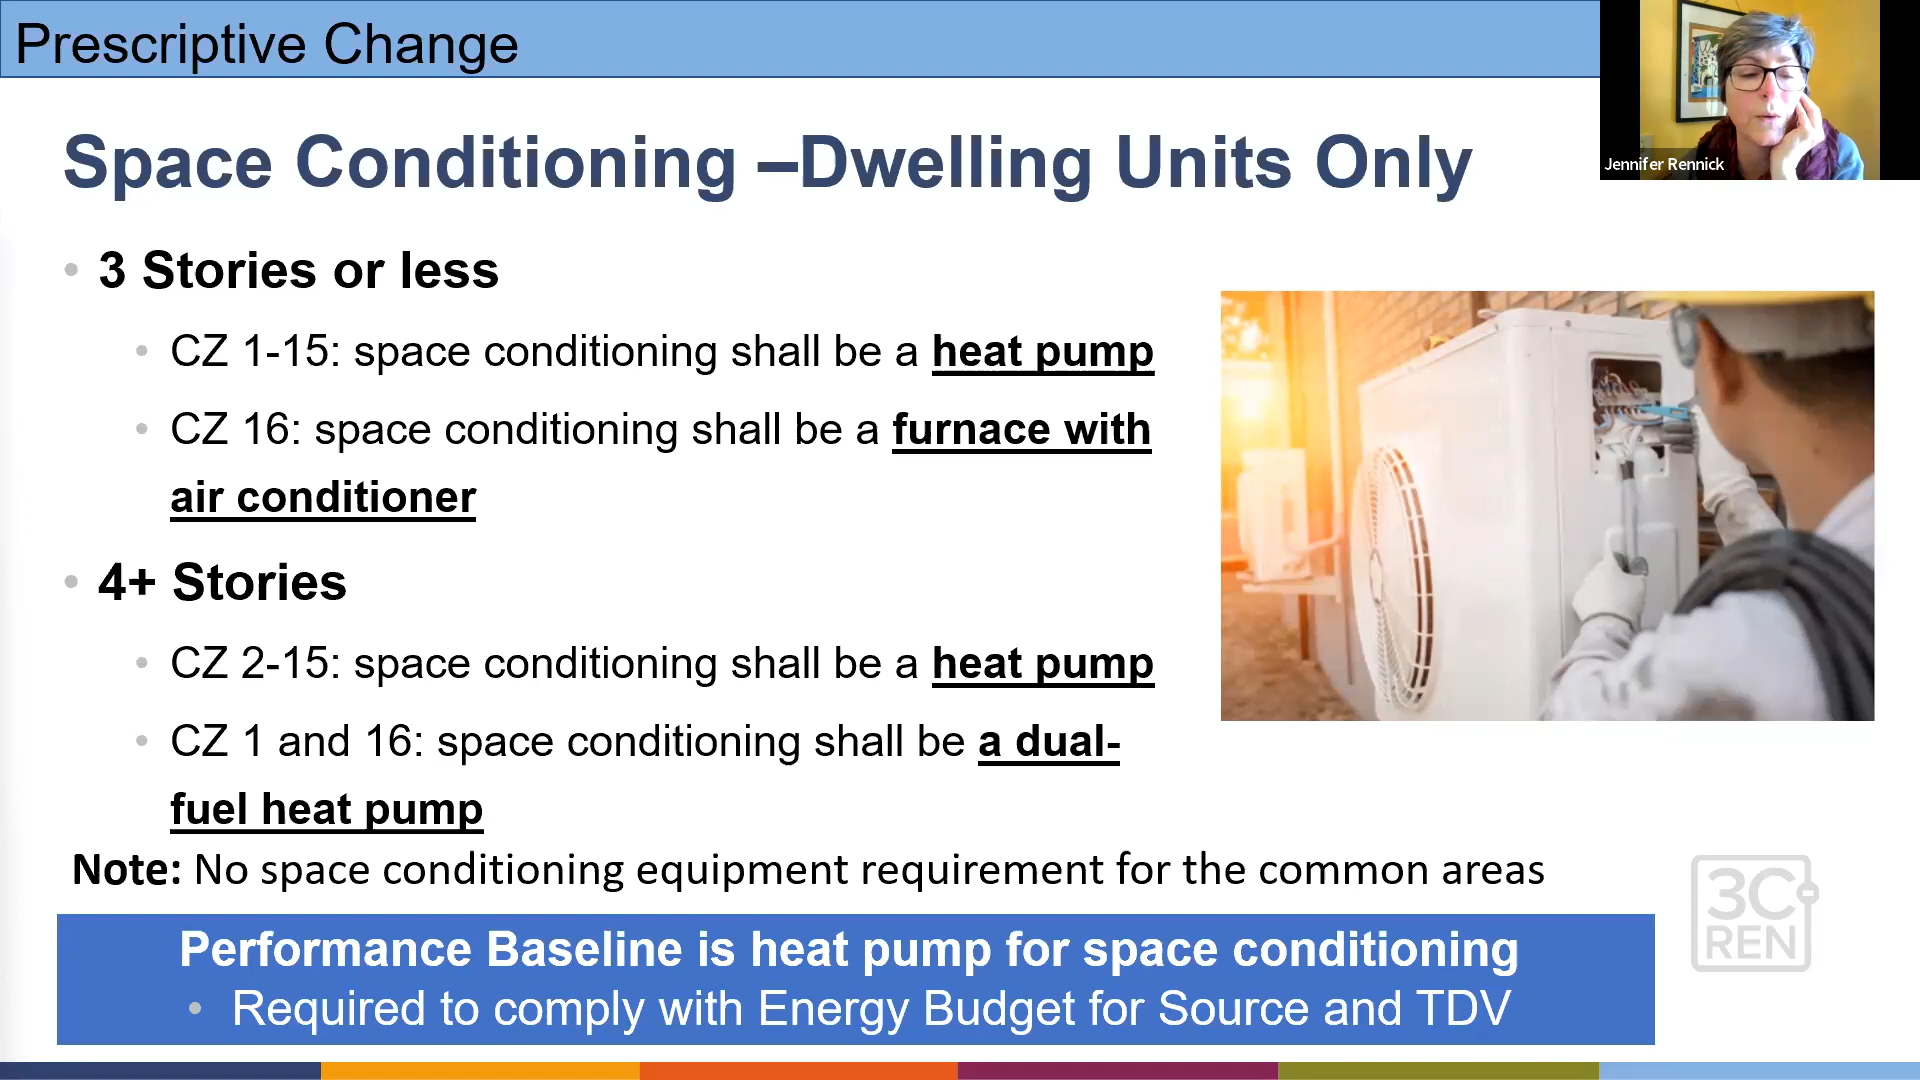 Prescriptive Change
Jennifer Rennick
Space Conditioning –Dwelling Units Only
• 3 Stories or less
• CZ 1-15: space conditioning shall be a heat pump
• CZ 16: space conditioning shall be a furnace with
air conditioner
• 4+ Stories
• CZ 2-15: space conditioning shall be a heat pump
• CZ 1 and 16: space conditioning shall be a dual-
fuel heat pump
Note: No space conditioning equipment requirement for the common areas
3C
REN
Performance Baseline is heat pump for space conditioning
• Required to comply with Energy Budget for Source and TDV